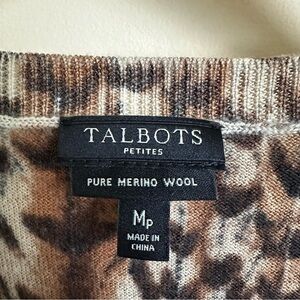 TALBOTS
PETITES
PURE MERINO WOOL
Mp
MADE IN
CHINA